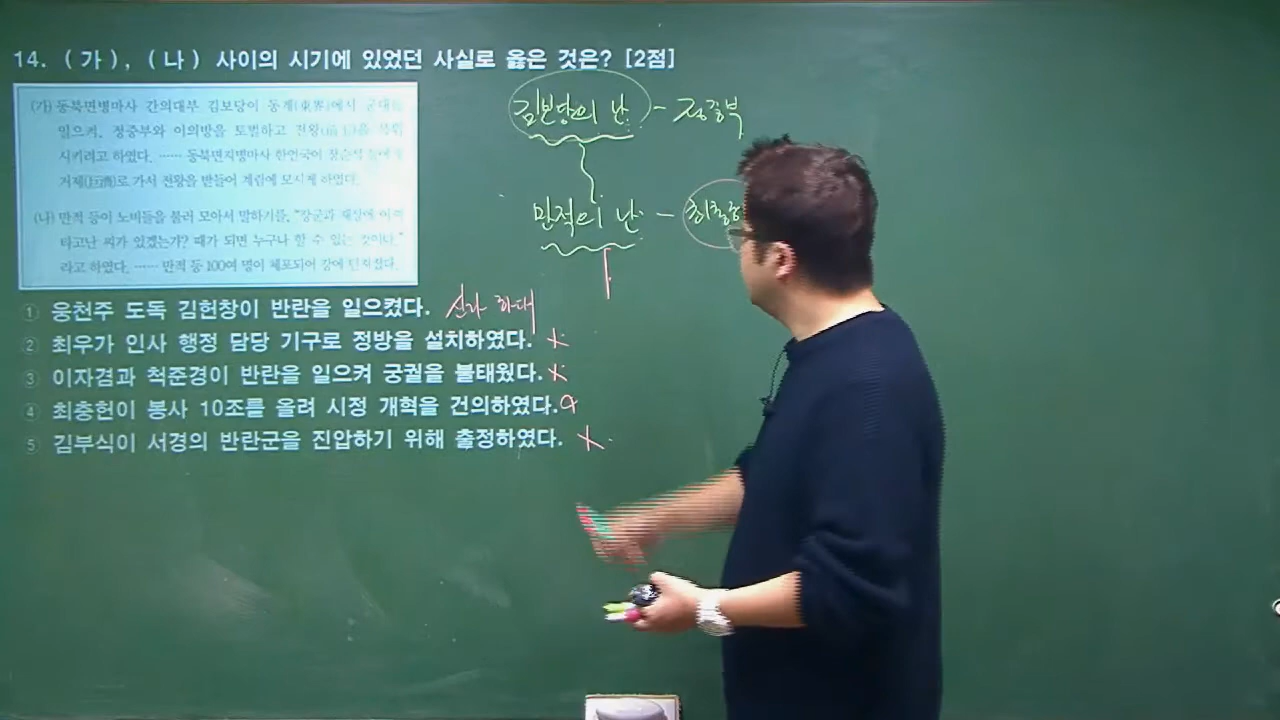 14. (가), (나) 사이의 시기에 있었던 사실로 옳은 것은? [2점]
(가) 동북면병마사 간의대부 김보당이 동계(東界)에서 군대를
일으켜, 정중부와 이의방을 토벌하고 전왕(前王)을 복위
시키려고 하였다. …… 동북면지병마사 한언국이
거제(巨濟)로 가서 전왕을 받들어 계림에 모시게 하였다.
(나) 만적 등이 노비들을 불러 모아서 말하기를, "장군과 재상에 어찌
타고난 씨가 있겠는가? 때가 되면 누구나 할 수 있는 것이다."
라고 하였다. …… 만적 등 100여 명이 체포되어 강에 던져졌다.
① 웅천주 도독 김헌창이 반란을 일으켰다. 신라 하대
② 최우가 인사 행정 담당 기구로 정방을 설치하였다. X
③ 이자겸과 척준경이 반란을 일으켜 궁궐을 불태웠다. X
④ 최충헌이 봉사 10조를 올려 시정 개혁을 건의하였다.
⑤ 김부식이 서경의 반란군을 진압하기 위해 출정하였다. X
김보당의 난 - 정중부
만적의 난 - 최충헌